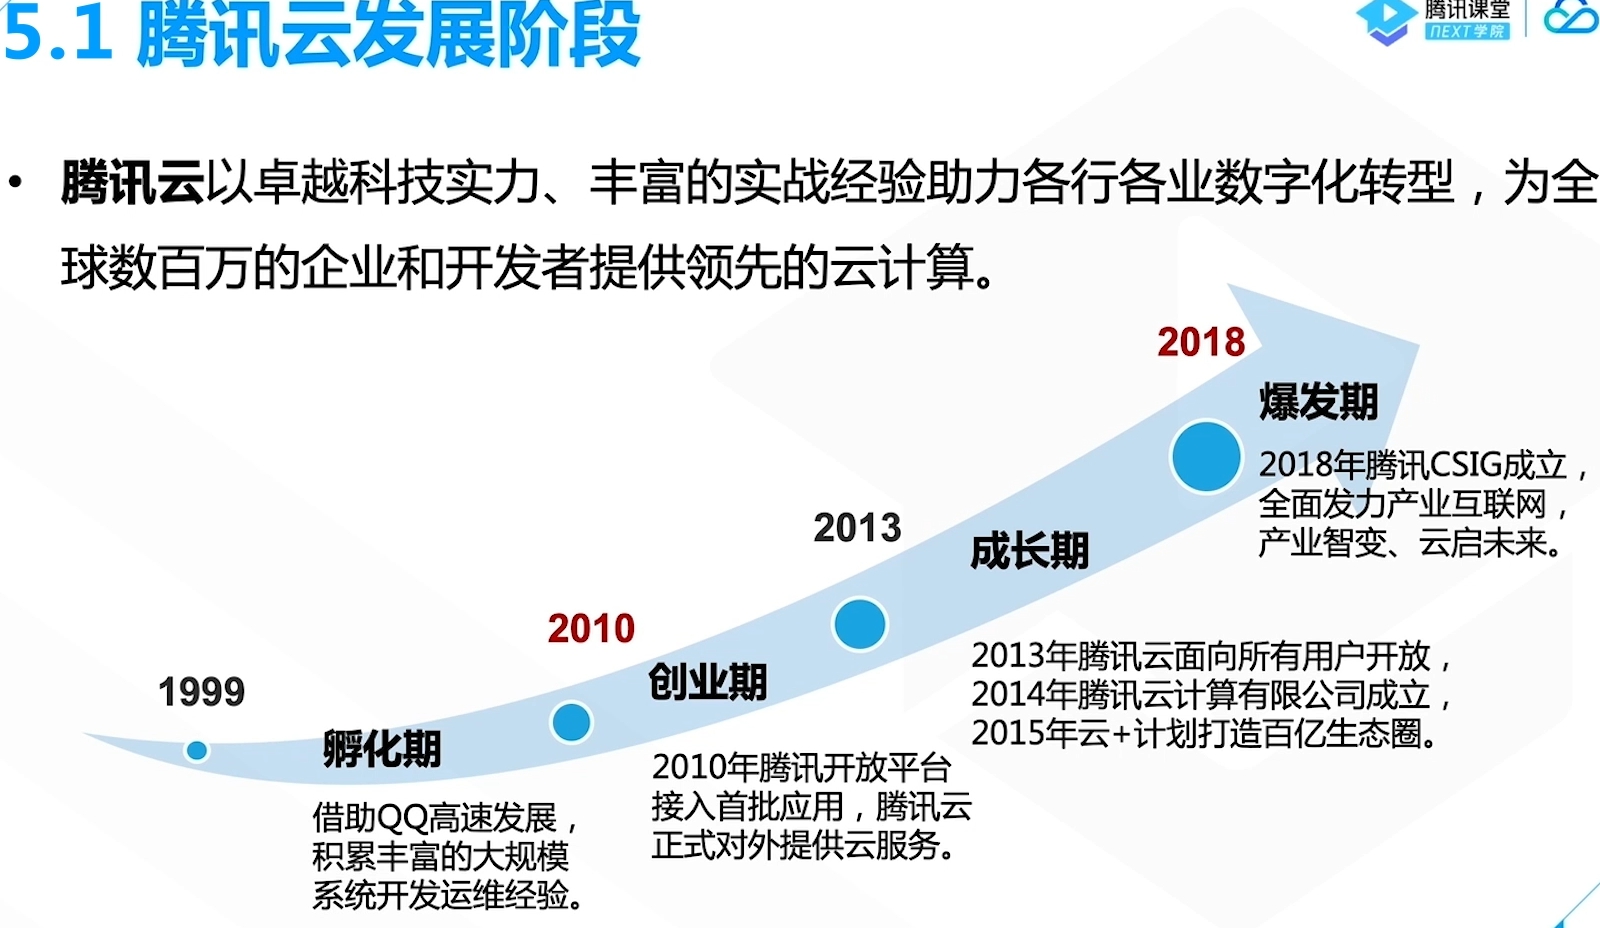 5.1 腾讯云发展阶段
腾讯课堂
NEXT学院
• 腾讯云以卓越科技实力、丰富的实战经验助力各行各业数字化转型，为全
球数百万的企业和开发者提供领先的云计算。
1999
孵化期
借助QQ高速发展，
积累丰富的大规模
系统开发运维经验。
2010
创业期
2010年腾讯开放平台
接入首批应用，腾讯云
正式对外提供云服务。
2013
成长期
2013年腾讯云面向所有用户开放，
2014年腾讯云计算有限公司成立，
2015年云+计划打造百亿生态圈。
2018
爆发期
2018年腾讯CSIG成立，
全面发力产业互联网，
产业智变、云启未来。